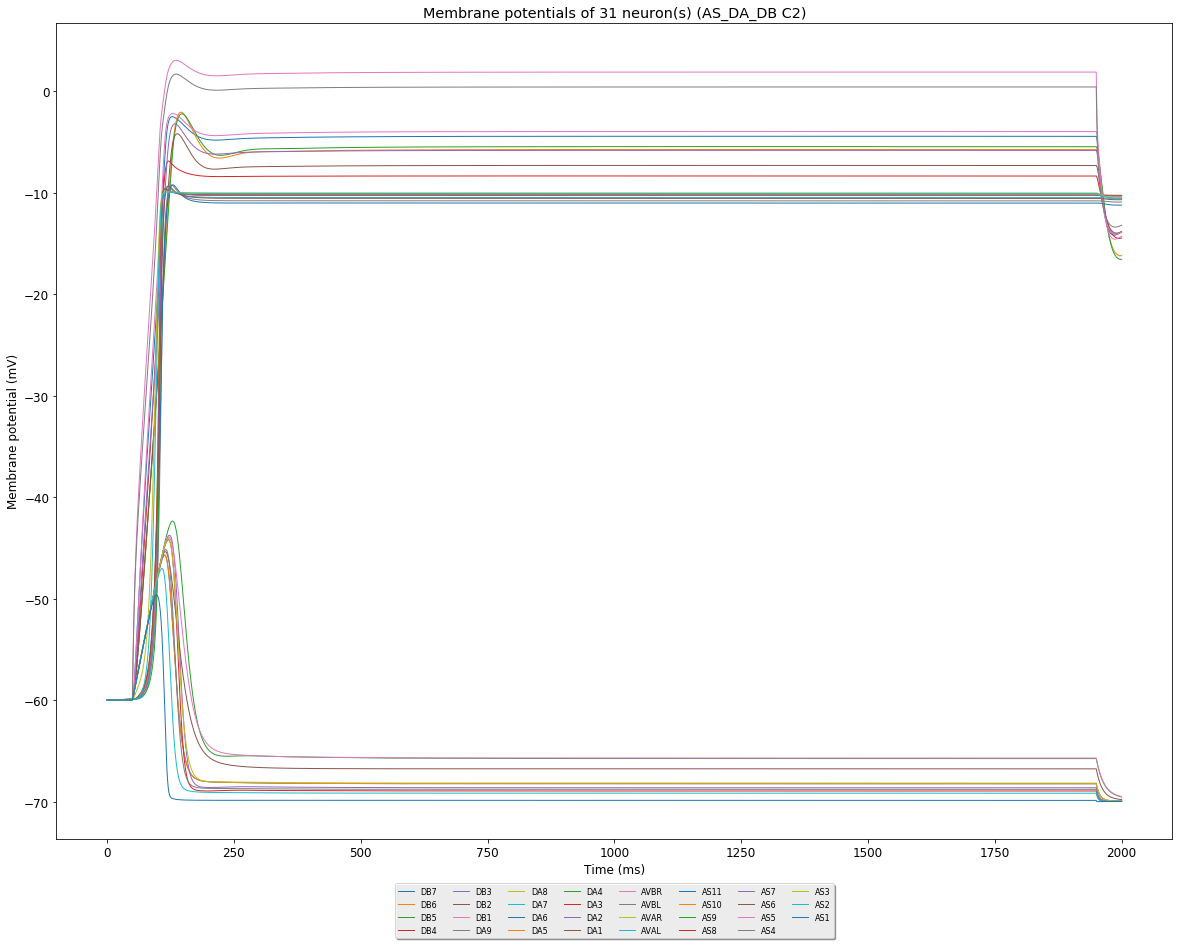 Membrane potentials of 31 neuron(s) (AS_DA_DB C2)
0
−10
−20
−30
−40
−50
−60
−70
Membrane potential (mV)
0 250 500 750 1000 1250 1500 1750 2000
Time (ms)
DB7 DB3 DA8 DA4 AVBR AS11 AS7 AS3
DB6 DB2 DA7 DA3 AVBL AS10 AS6 AS2
DB5 DB1 DA6 DA2 AVAR AS9 AS5 AS1
DB4 DA9 DA5 DA1 AVAL AS8 AS4